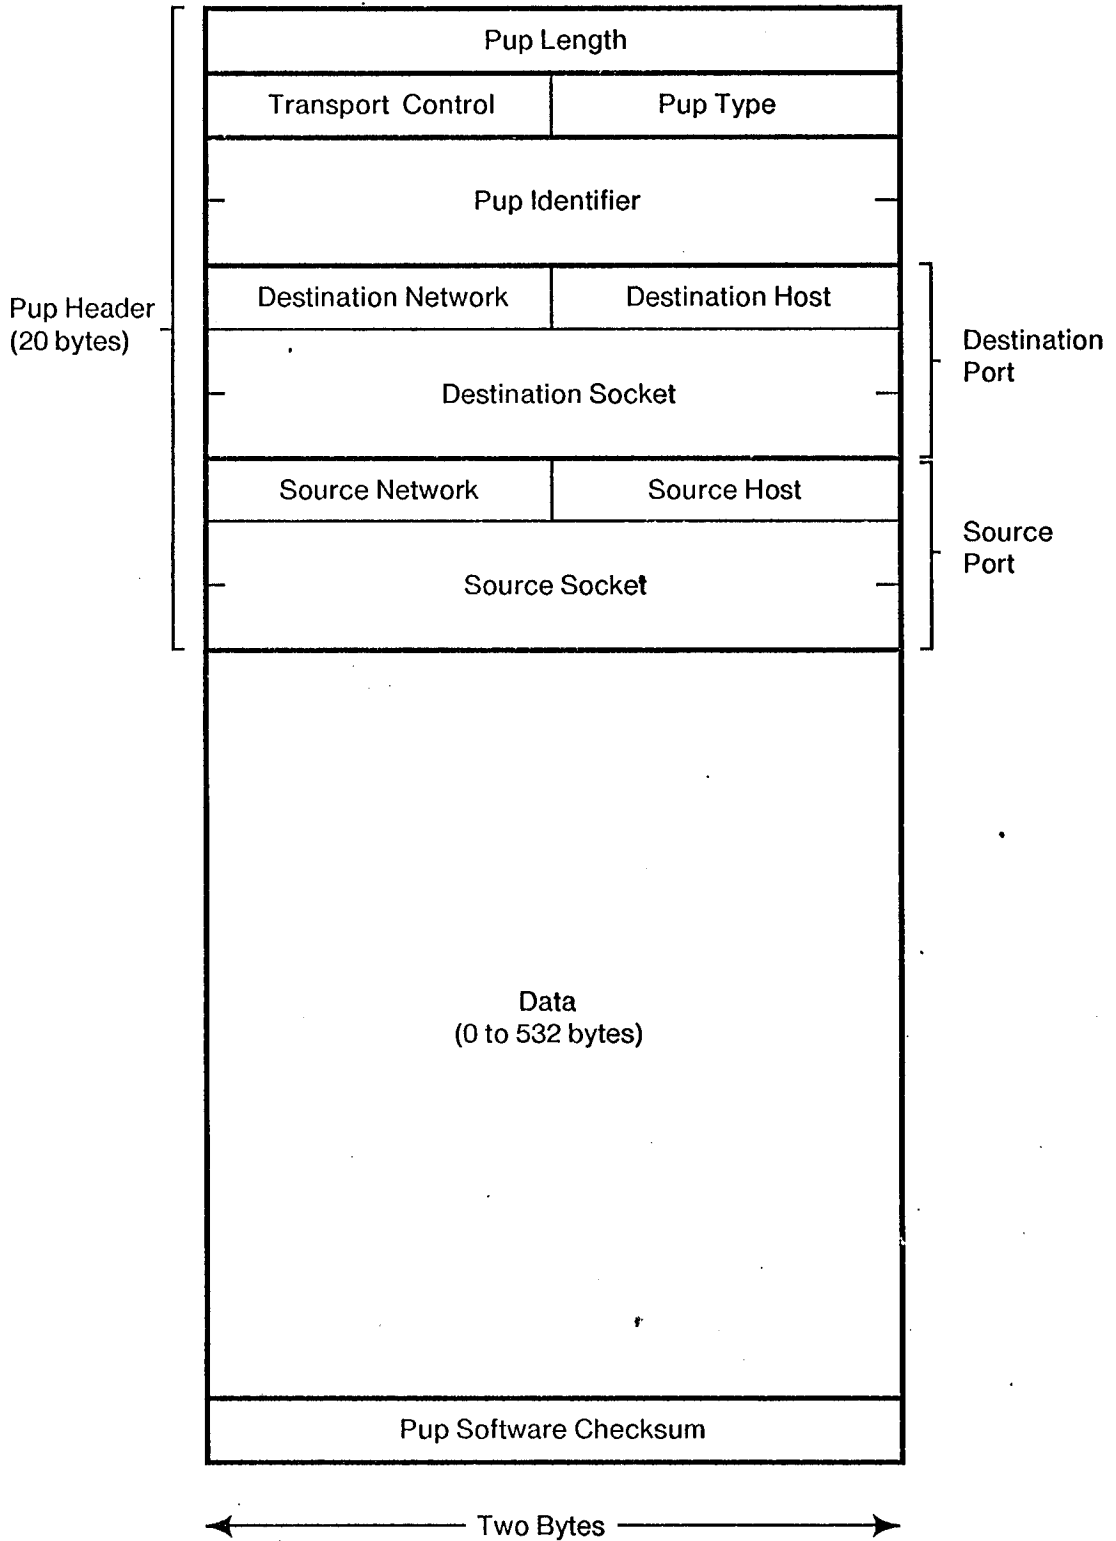 Pup Length
Transport Control
Pup Type
Pup Identifier
Pup Header
(20 bytes)
Destination Network
Destination Host
Destination Socket
Destination
Port
Source Network
Source Host
Source Socket
Source
Port
Data
(0 to 532 bytes)
Pup Software Checksum
Two Bytes